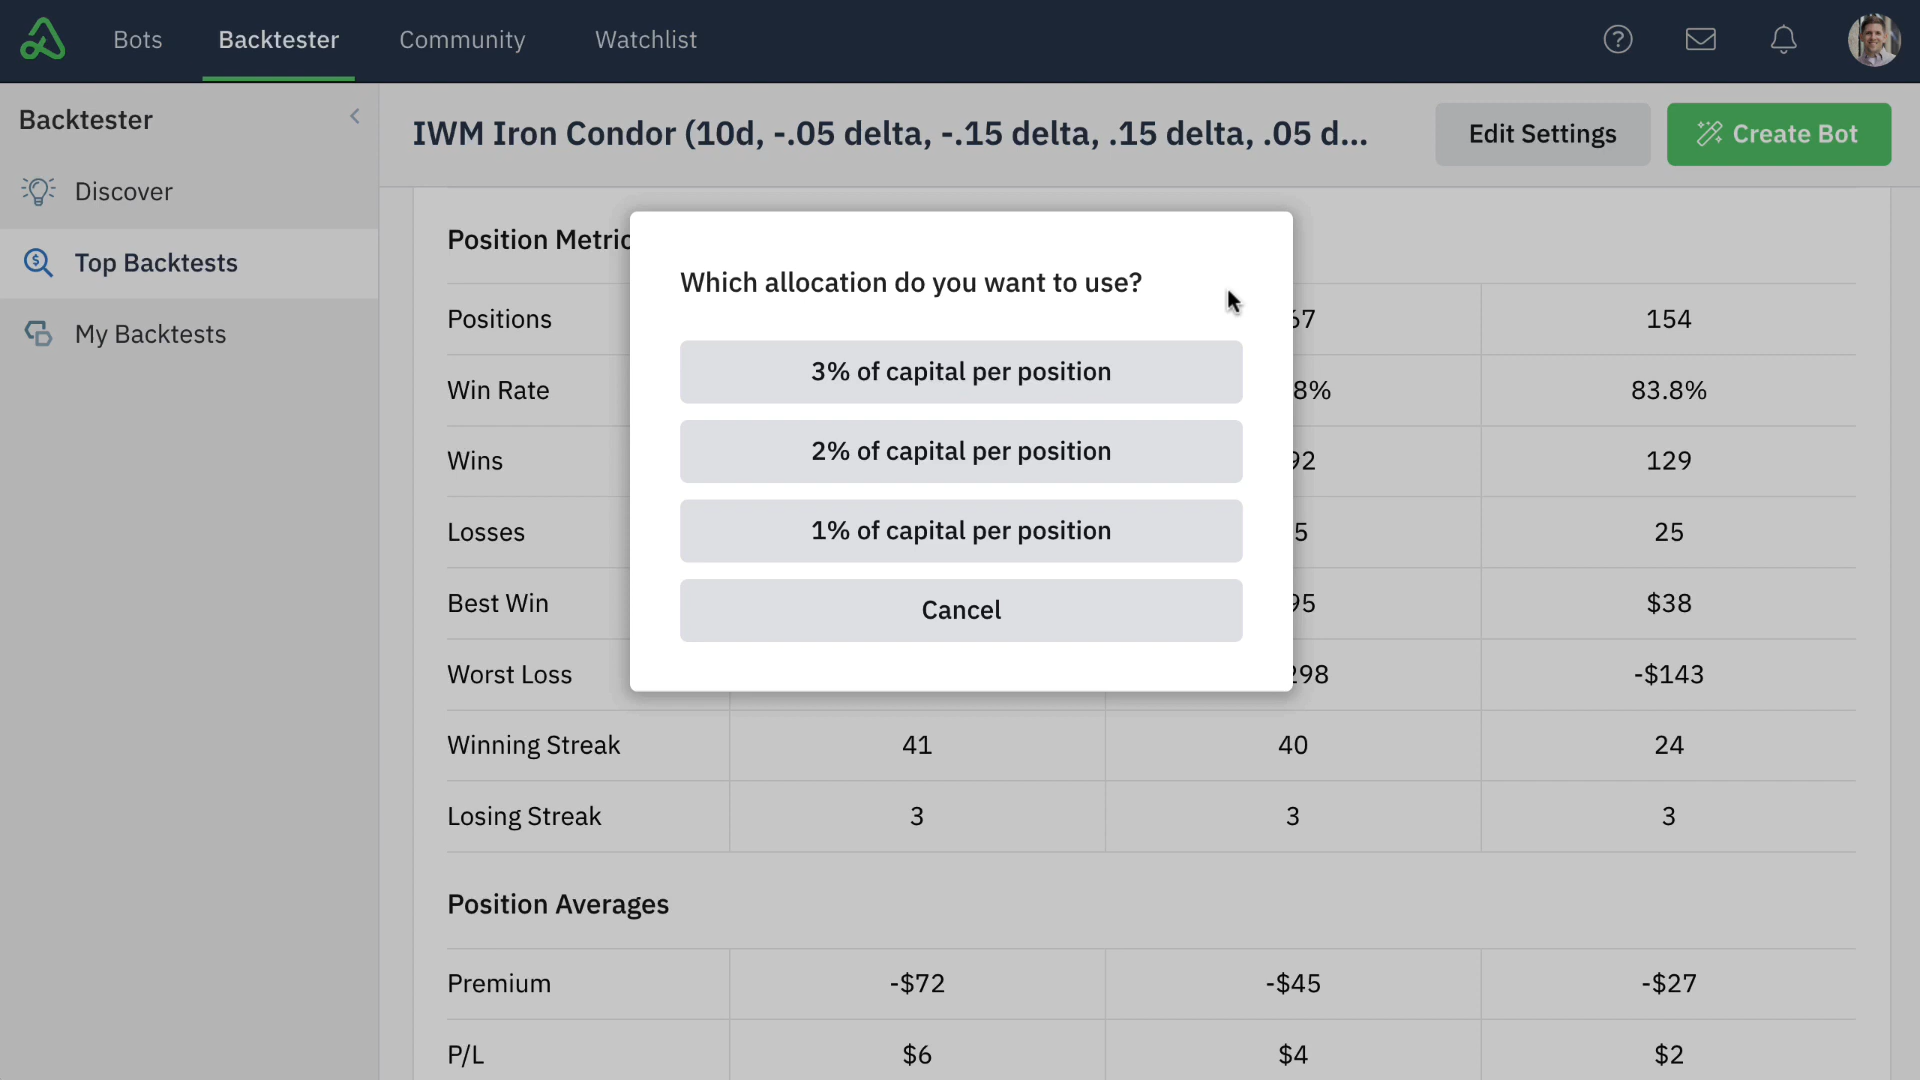 Bots
Backtester
Community
Watchlist
Backtester
Discover
Top Backtests
My Backtests
IWM Iron Condor (10d, -.05 delta, -.15 delta, .15 delta, .05 d...
Edit Settings
Create Bot
Which allocation do you want to use?
3% of capital per position
2% of capital per position
1% of capital per position
Cancel
Position
Positions 154
Win Rate 8% 83.8%
Wins 129
Losses 5 25
Best Win $38
Worst Loss -$143
Winning Streak 41 40 24
Losing Streak 3 3 3
Position Averages
Premium -$72 -$45 -$27
P/L $6 $4 $2